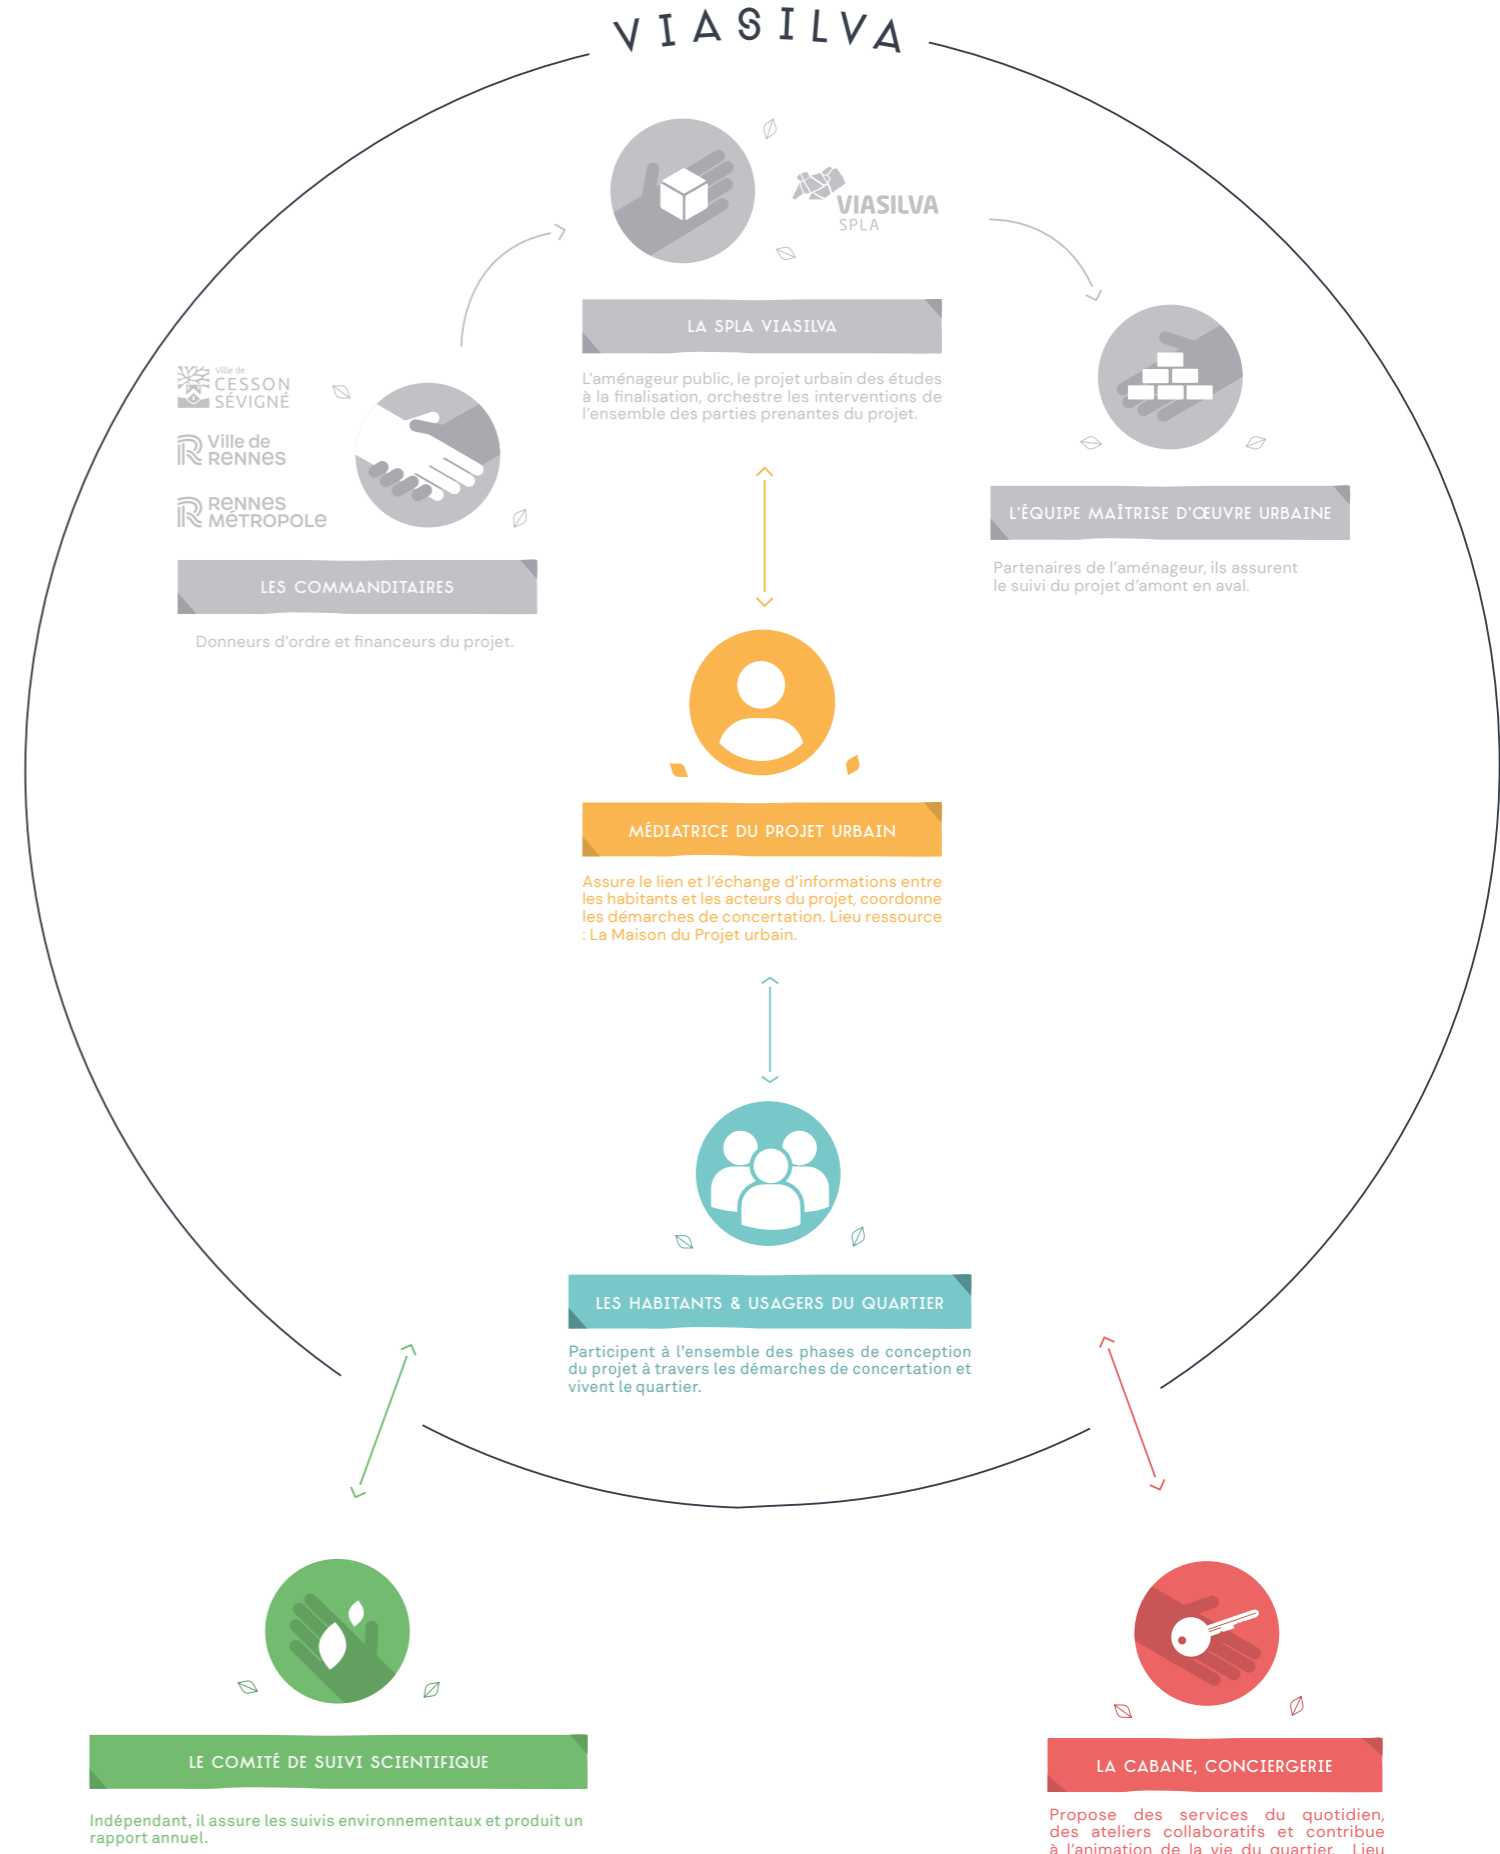 VIASILVA
VIASILVA
SPLA
LA SPLA VIASILVA
L'aménageur public, le projet urbain des études
à la finalisation, orchestre les interventions de
l'ensemble des parties prenantes du projet.
Ville de
CESSON
SÉVIGNÉ
Ville de
RENNES
RENNES
MÉTROPOLE
LES COMMANDITAIRES
Donneurs d'ordre et financeurs du projet.
L'ÉQUIPE MAÎTRISE D'ŒUVRE URBAINE
Partenaires de l'aménageur, ils assurent
le suivi du projet d'amont en aval.
MÉDIATRICE DU PROJET URBAIN
Assure le lien et l'échange d'informations entre
les habitants et les acteurs du projet, coordonne
les démarches de concertation. Lieu ressource
: La Maison du Projet urbain.
LES HABITANTS & USAGERS DU QUARTIER
Participent à l'ensemble des phases de conception
du projet à travers les démarches de concertation et
vivent le quartier.
LE COMITÉ DE SUIVI SCIENTIFIQUE
Indépendant, il assure les suivis environnementaux et produit un
rapport annuel.
LA CABANE, CONCIERGERIE
Propose des services du quotidien,
des ateliers collaboratifs et contribue
à l'animation de la vie du quartier. Lieu